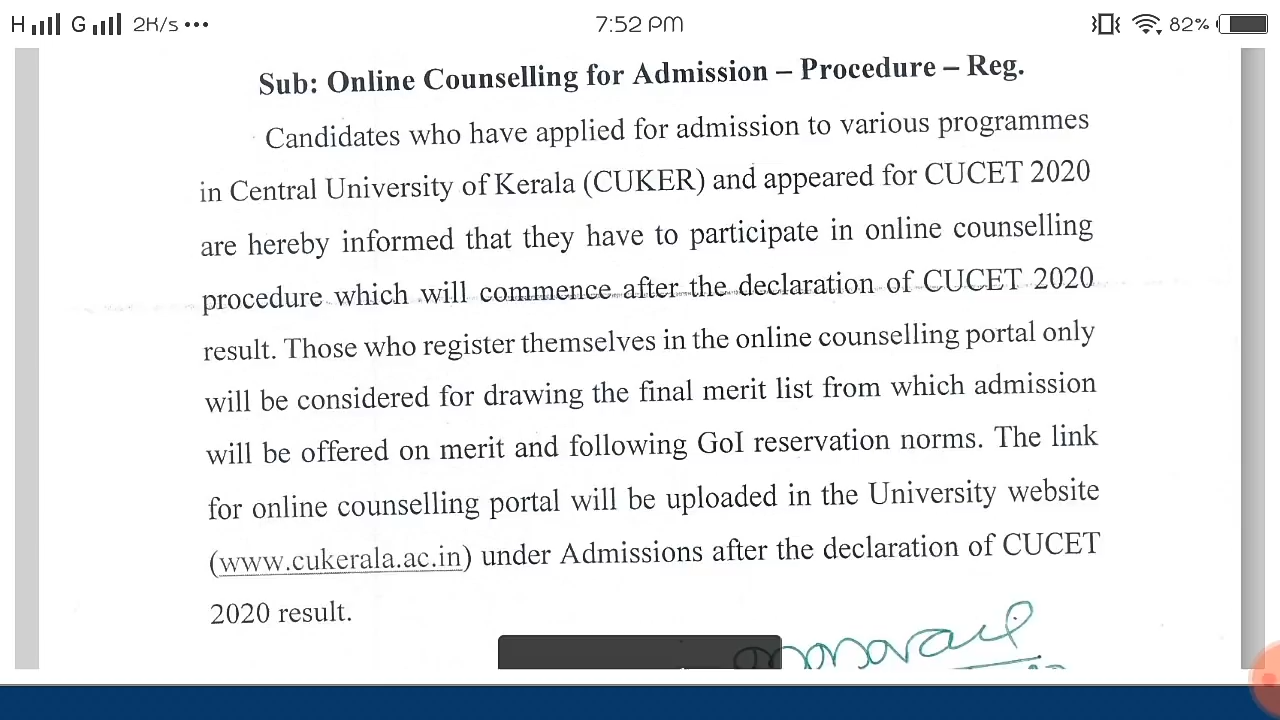 H G 2K/s ••• 7:52 PM 82%
Sub: Online Counselling for Admission – Procedure – Reg.
Candidates who have applied for admission to various programmes
in Central University of Kerala (CUKER) and appeared for CUCET 2020
are hereby informed that they have to participate in online counselling
procedure which will commence after the declaration of CUCET 2020
result. Those who register themselves in the online counselling portal only
will be considered for drawing the final merit list from which admission
will be offered on merit and following GoI reservation norms. The link
for online counselling portal will be uploaded in the University website
(www.cukerala.ac.in) under Admissions after the declaration of CUCET
2020 result.